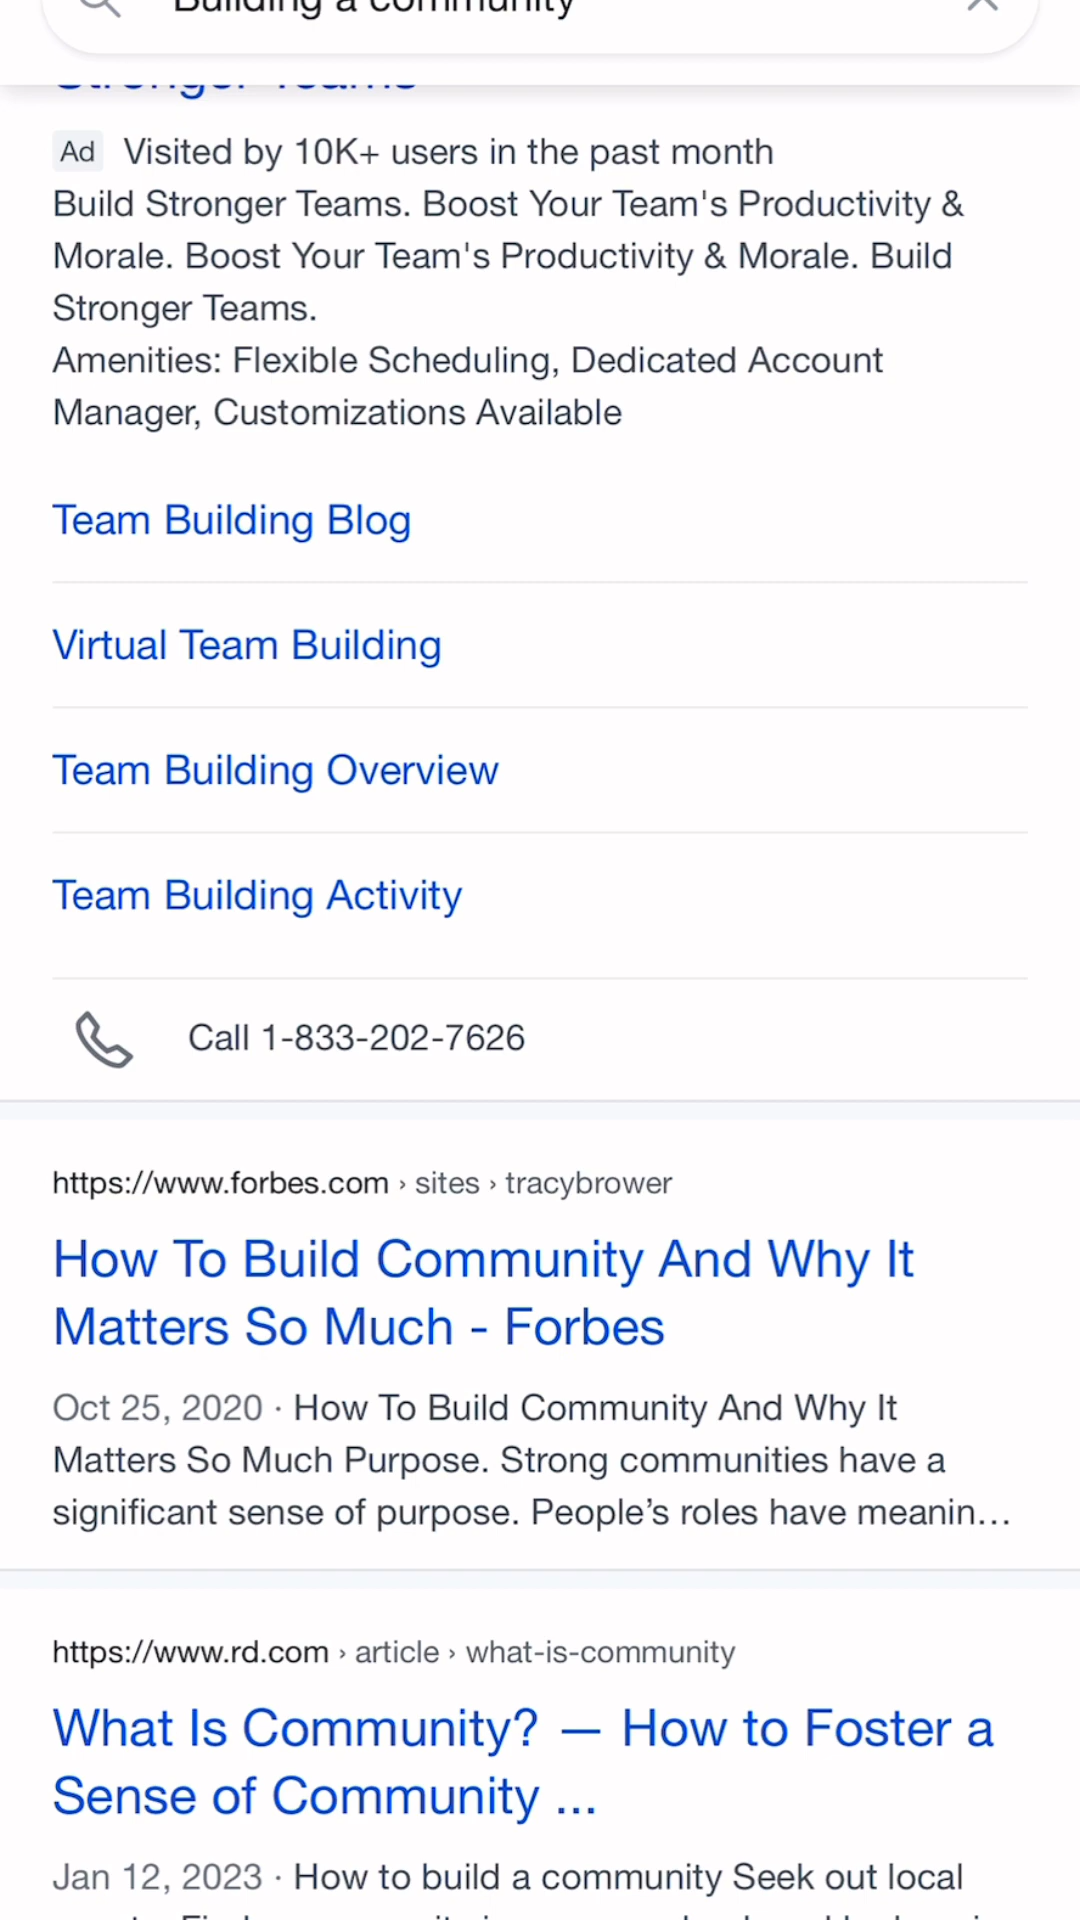 Building a community
Stronger Teams
Ad Visited by 10K+ users in the past month
Build Stronger Teams. Boost Your Team's Productivity &
Morale. Boost Your Team's Productivity & Morale. Build
Stronger Teams.
Amenities: Flexible Scheduling, Dedicated Account
Manager, Customizations Available
Team Building Blog
Virtual Team Building
Team Building Overview
Team Building Activity
Call 1-833-202-7626
https://www.forbes.com › sites › tracybrower
How To Build Community And Why It
Matters So Much - Forbes
Oct 25, 2020 · How To Build Community And Why It
Matters So Much Purpose. Strong communities have a
significant sense of purpose. People’s roles have meanin...
https://www.rd.com › article › what-is-community
What Is Community? — How to Foster a
Sense of Community ...
Jan 12, 2023 · How to build a community Seek out local